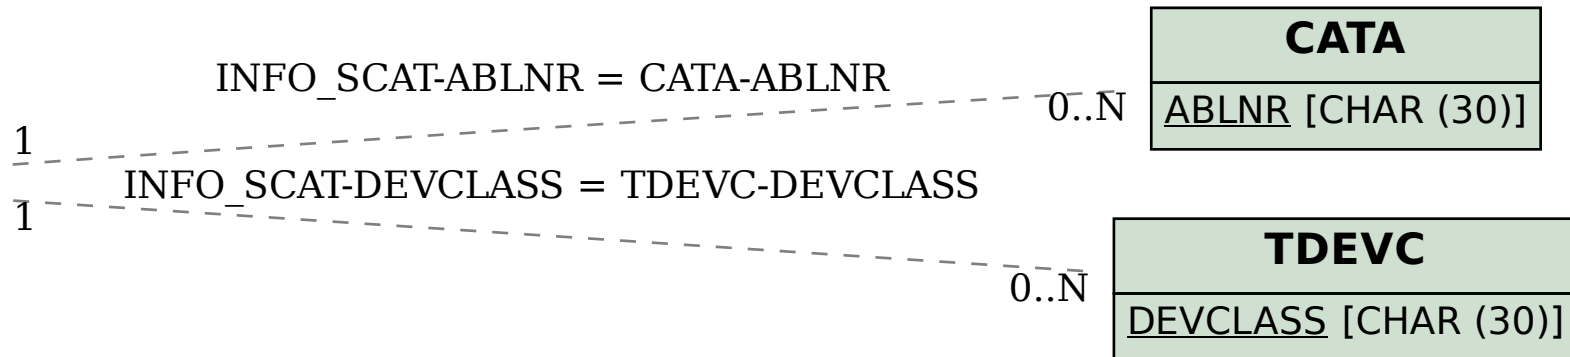 CATA
INFO_SCAT-ABLNR = CATA-ABLNR
0..N
ABLNR [CHAR (30)]
1
INFO_SCAT-DEVCLASS = TDEVC-DEVCLASS
1
TDEVC
0..N
DEVCLASS [CHAR (30)]